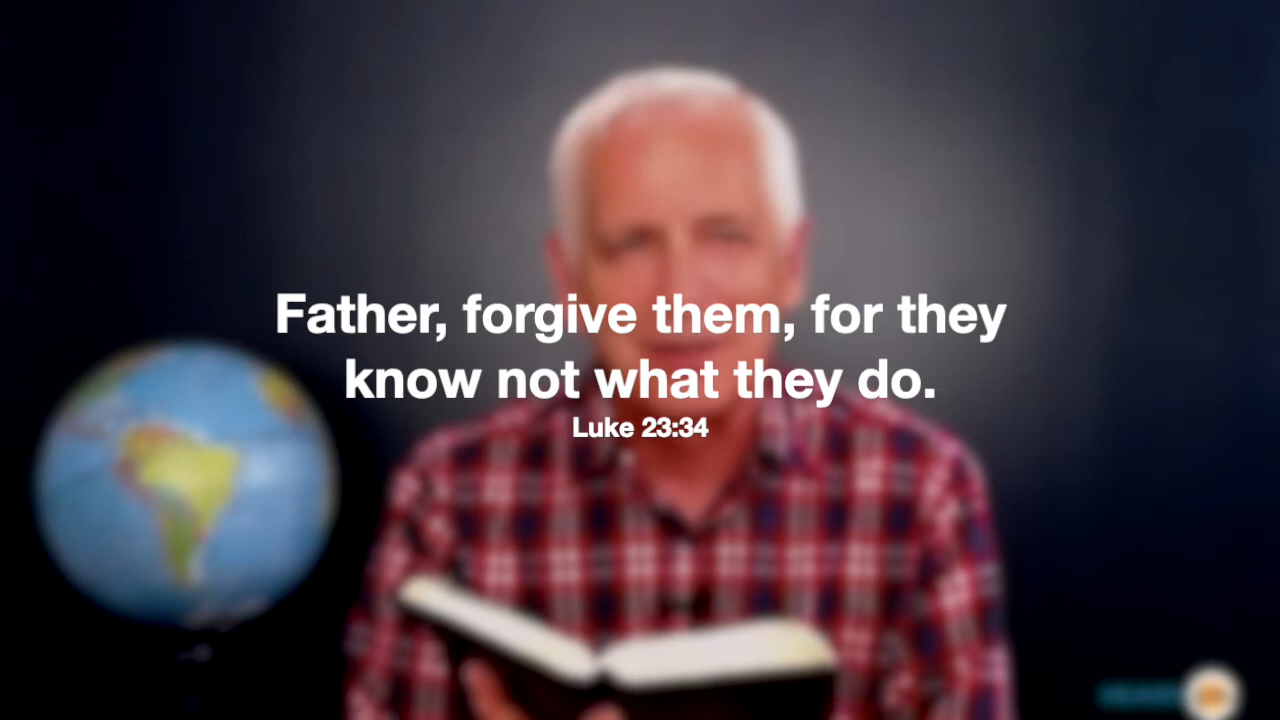 Father, forgive them, for they
know not what they do.
Luke 23:34